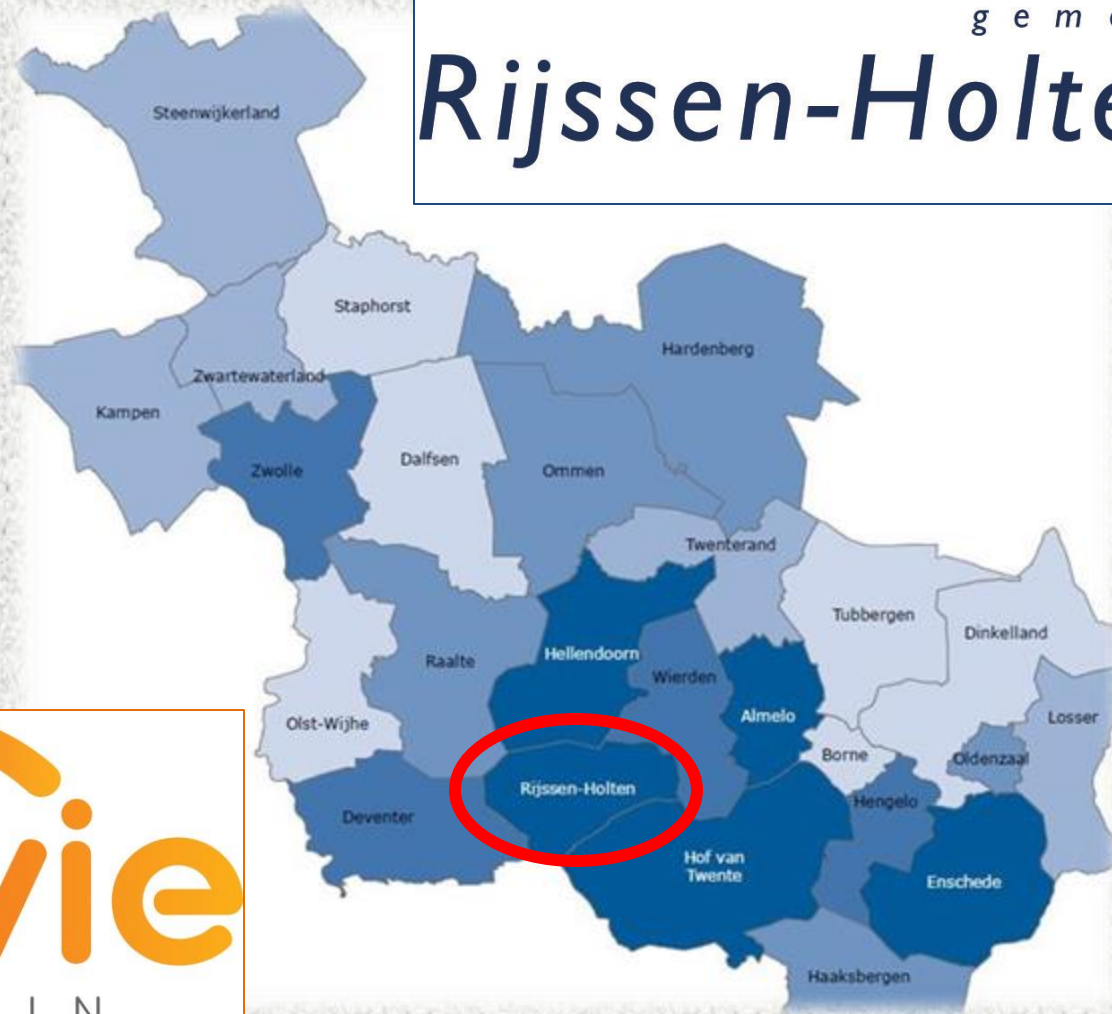 gem
Rijssen-Holte
Steenwijkerland
Staphorst
Hardenberg
Zwartewaterland
Kampen
Zwolle
Dalfsen
Ommen
Twenterand
Tubbergen
Dinkelland
Hellendoorn
Raalte
Wierden
Almelo
Losser
Olst-Wijhe
Borne
Oldenzaal
Rijssen-Holten
Hengelo
Deventer
Hof van
Twente
Enschede
Haaksbergen
vie
I N